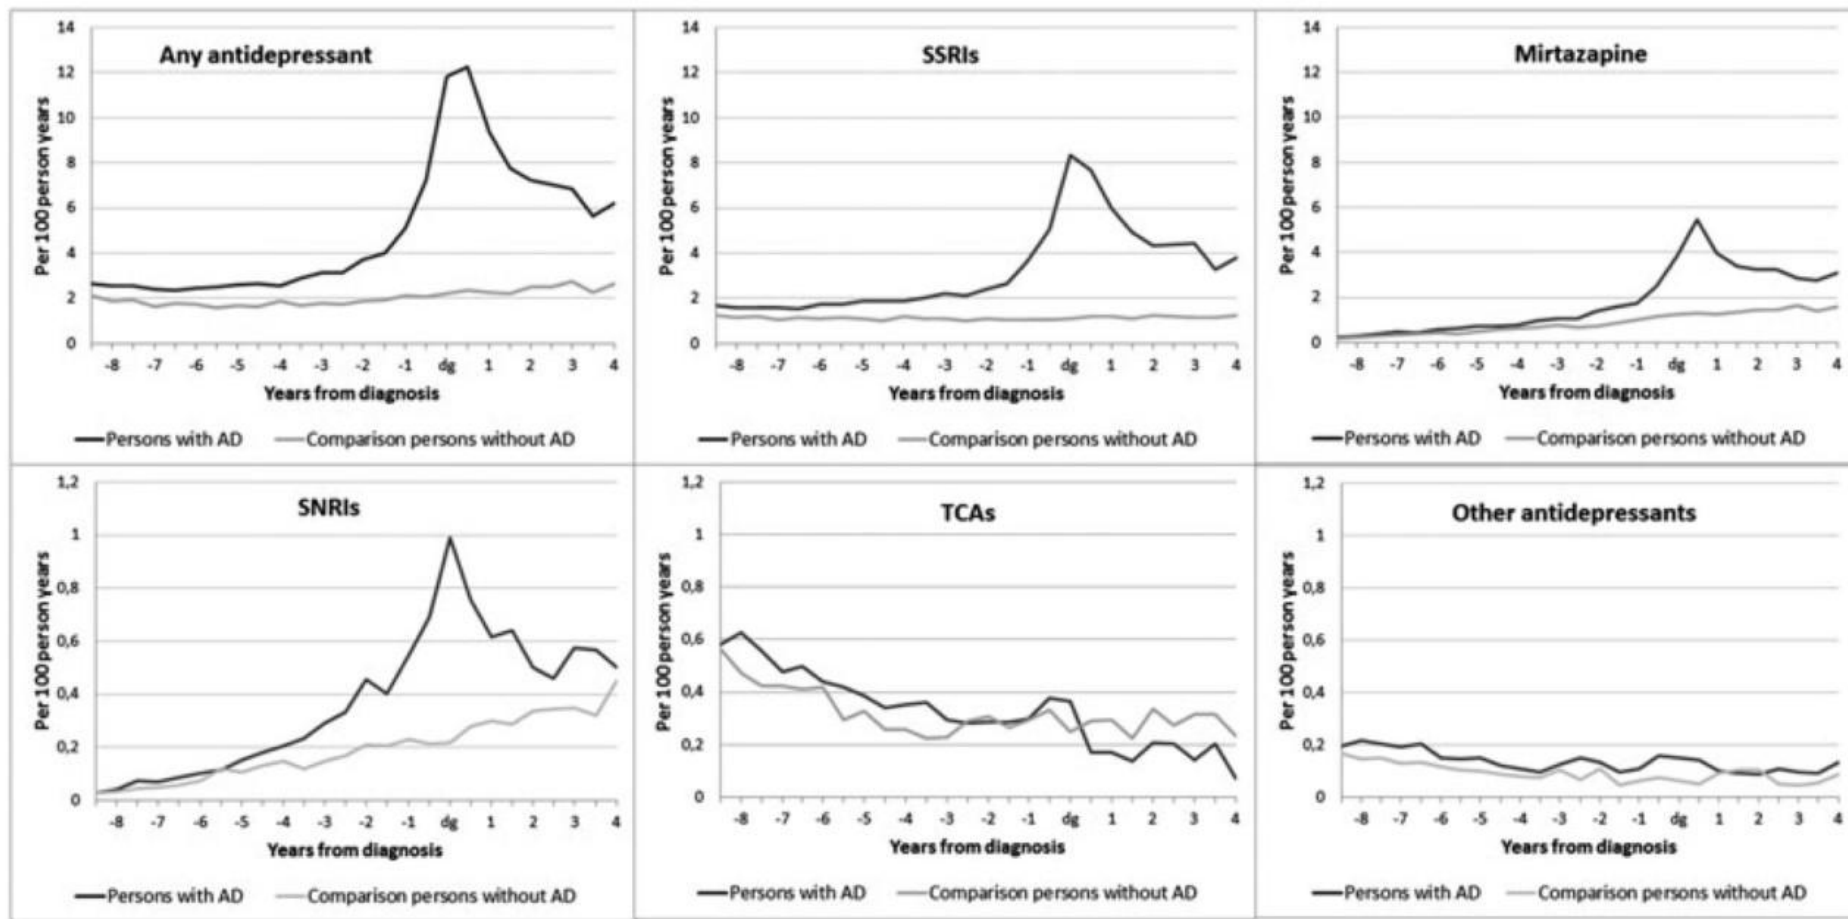 Any antidepressant
Per 100 person years
14
12
10
8
6
4
2
0
-8 -7 -6 -5 -4 -3 -2 -1 dg 1 2 3 4
Years from diagnosis
Persons with AD Comparison persons without AD
SSRIs
Per 100 person years
14
12
10
8
6
4
2
0
-8 -7 -6 -5 -4 -3 -2 -1 dg 1 2 3 4
Years from diagnosis
Persons with AD Comparison persons without AD
Mirtazapine
Per 100 person years
14
12
10
8
6
4
2
0
-8 -7 -6 -5 -4 -3 -2 -1 dg 1 2 3 4
Years from diagnosis
Persons with AD Comparison persons without AD
SNRIs
Per 100 person years
1,2
1
0,8
0,6
0,4
0,2
0
-8 -7 -6 -5 -4 -3 -2 -1 dg 1 2 3 4
Years from diagnosis
Persons with AD Comparison persons without AD
TCAs
Per 100 person years
1,2
1
0,8
0,6
0,4
0,2
0
-8 -7 -6 -5 -4 -3 -2 -1 dg 1 2 3 4
Years from diagnosis
Persons with AD Comparison persons without AD
Other antidepressants
Per 100 person years
1,2
1
0,8
0,6
0,4
0,2
0
-8 -7 -6 -5 -4 -3 -2 -1 dg 1 2 3 4
Years from diagnosis
Persons with AD Comparison persons without AD